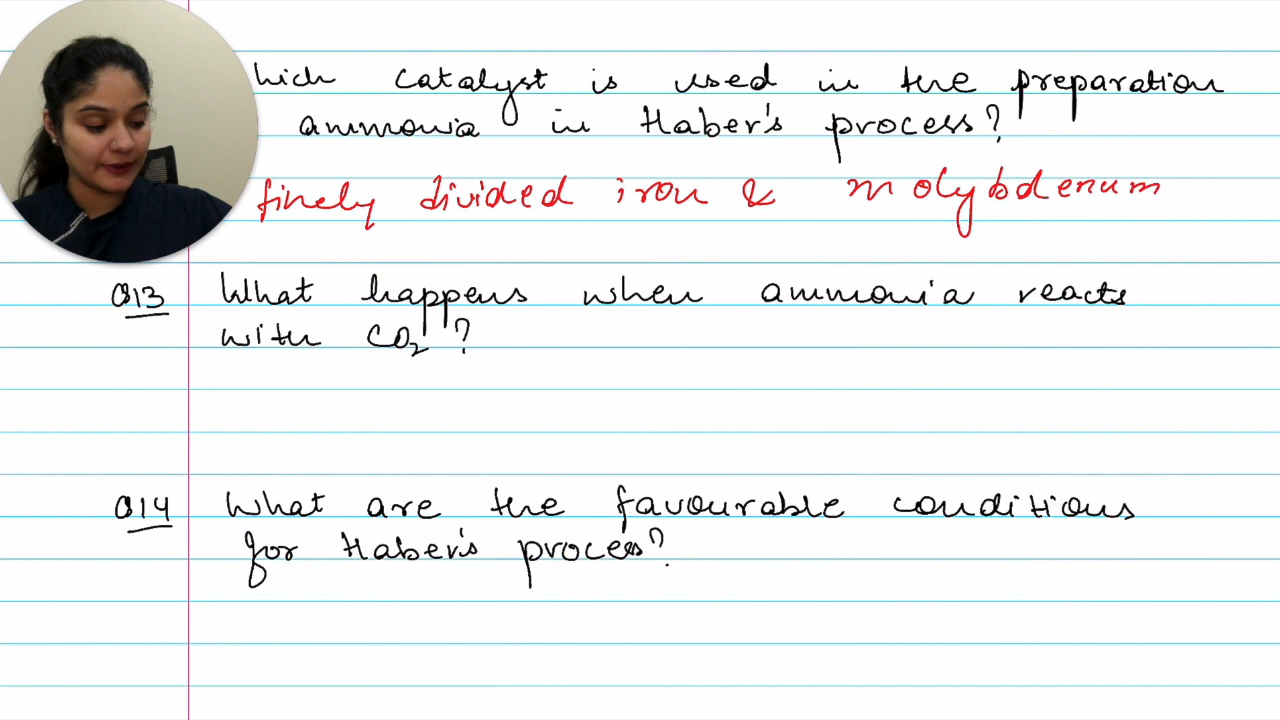 hich catalyst is used in the preparation
ammonia in Haber's process?
finely divided iron & molybdenum
Q13 What happens when ammonia reacts
with CO₂ ?
Q14 What are the favourable conditions
for Haber's process?